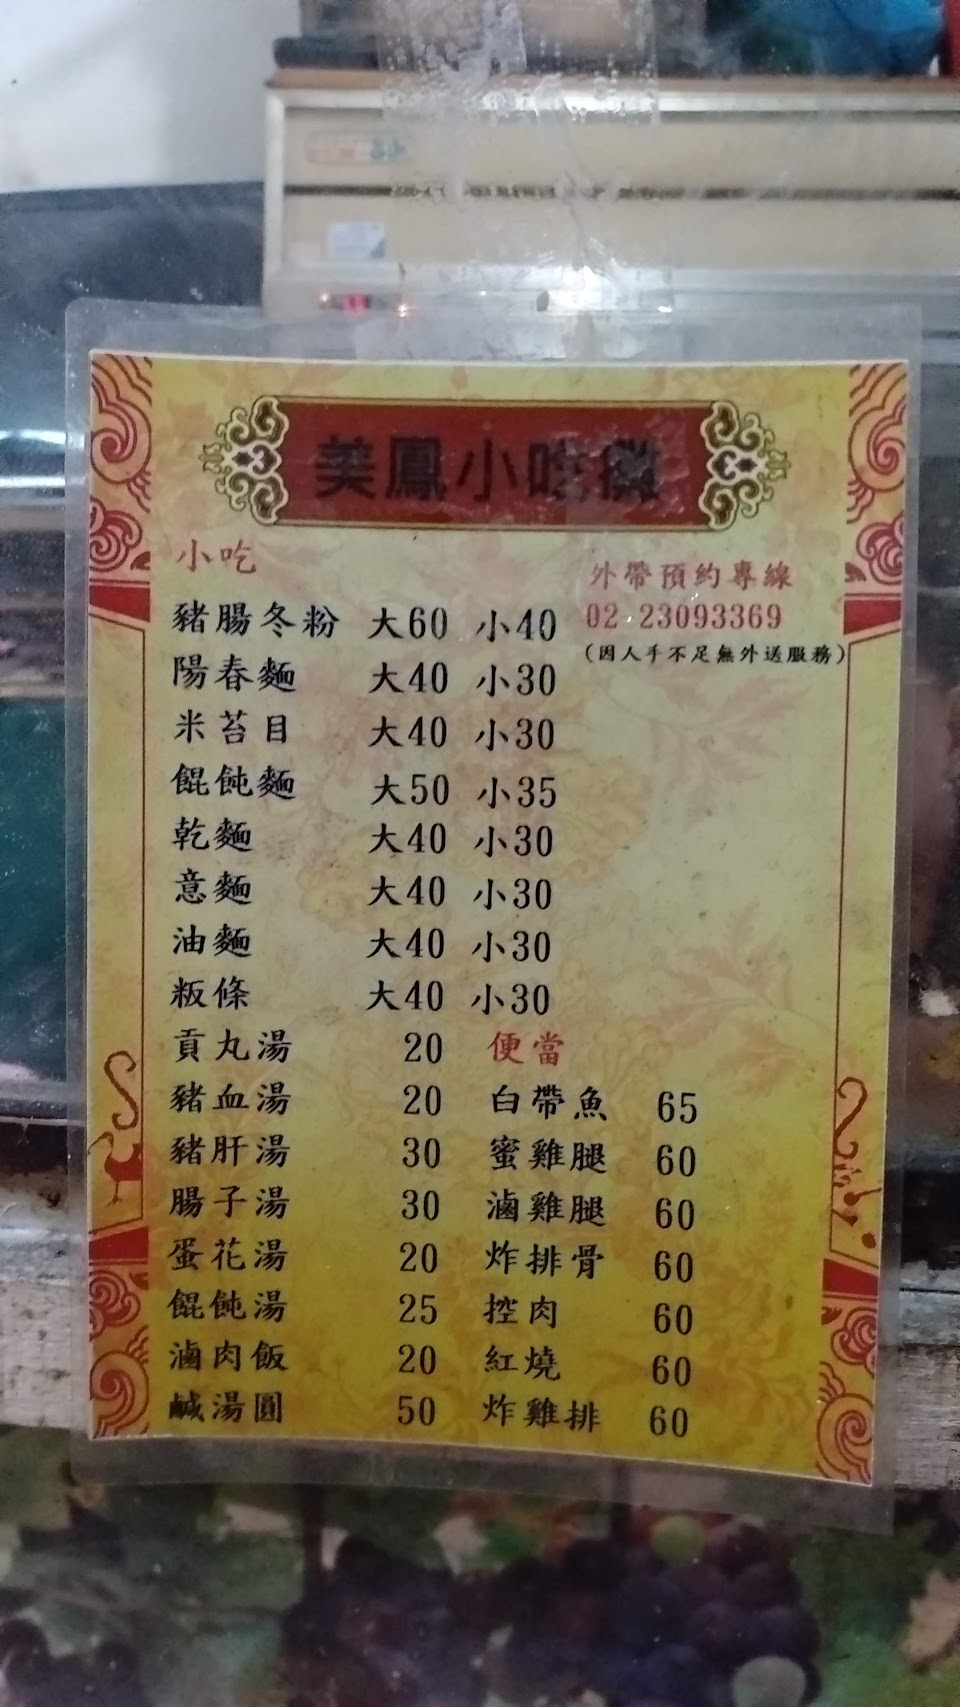 美鳳小吃攤
小吃
外帶預約專線
02-23093369
(因人手不足無外送服務)
豬腸冬粉 大60 小40
陽春麵 大40 小30
米苔目 大40 小30
餛飩麵 大50 小35
乾麵 大40 小30
意麵 大40 小30
油麵 大40 小30
粄條 大40 小30
貢丸湯 20
豬血湯 20
豬肝湯 30
腸子湯 30
蛋花湯 20
餛飩湯 25
滷肉飯 20
鹹湯圓 50
便當
白帶魚 65
蜜雞腿 60
滷雞腿 60
炸排骨 60
控肉 60
紅燒 60
炸雞排 60